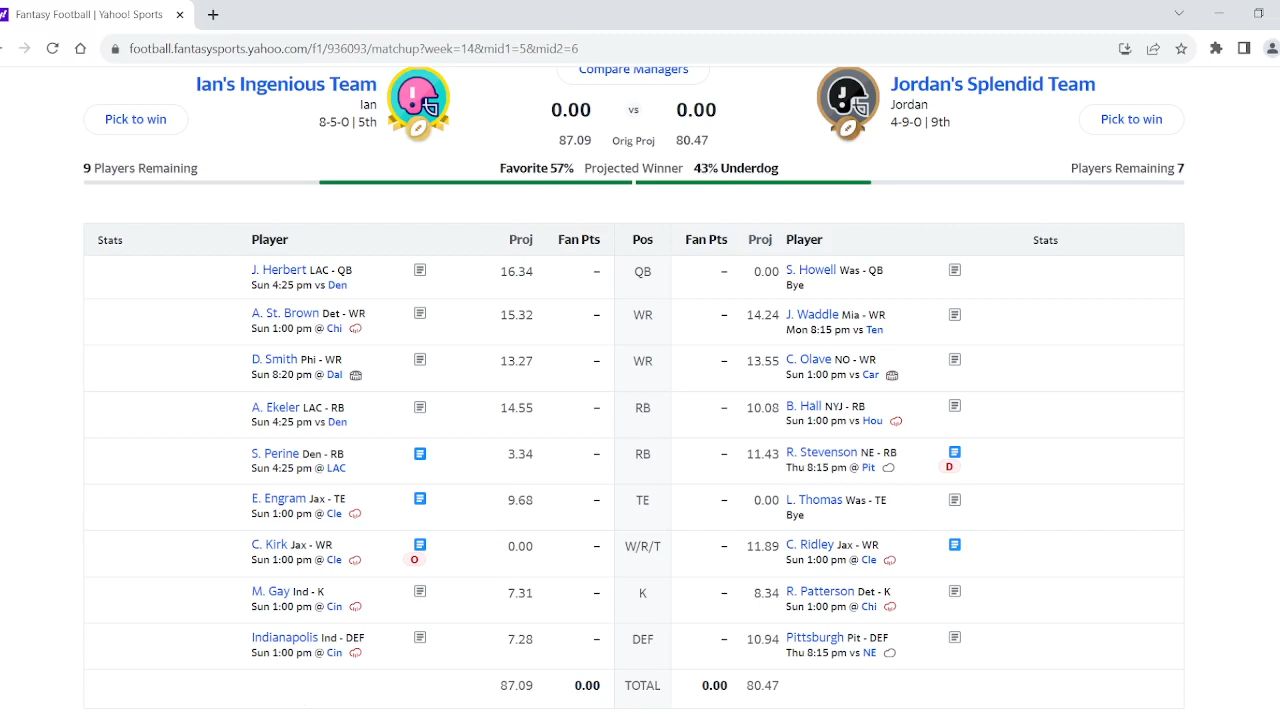 Fantasy Football | Yahoo! Sports
football.fantasysports.yahoo.com/f1/936093/matchup?week=14&mid1=5&mid2=6
Compare Managers
Ian's Ingenious Team
Ian
8-5-0 | 5th
Pick to win
0.00 vs 0.00
87.09 Orig Proj 80.47
Jordan's Splendid Team
Jordan
4-9-0 | 9th
Pick to win
9 Players Remaining
Favorite 57% Projected Winner 43% Underdog
Players Remaining 7
Stats Player Proj Fan Pts Pos Fan Pts Proj Player Stats
J. Herbert LAC - QB 16.34 – QB – 0.00 S. Howell Was - QB
Sun 4:25 pm vs Den Bye
A. St. Brown Det - WR 15.32 – WR – 14.24 J. Waddle Mia - WR
Sun 1:00 pm @ Chi Mon 8:15 pm vs Ten
D. Smith Phi - WR 13.27 – WR – 13.55 C. Olave NO - WR
Sun 8:20 pm @ Dal Sun 1:00 pm vs Car
A. Ekeler LAC - RB 14.55 – RB – 10.08 B. Hall NYJ - RB
Sun 4:25 pm vs Den Sun 1:00 pm vs Hou
S. Perine Den - RB 3.34 – RB – 11.43 R. Stevenson NE - RB
Sun 4:25 pm @ LAC Thu 8:15 pm @ Pit D
E. Engram Jax - TE 9.68 – TE – 0.00 L. Thomas Was - TE
Sun 1:00 pm @ Cle Bye
C. Kirk Jax - WR 0.00 – W/R/T – 11.89 C. Ridley Jax - WR
Sun 1:00 pm @ Cle O Sun 1:00 pm @ Cle
M. Gay Ind - K 7.31 – K – 8.34 R. Patterson Det - K
Sun 1:00 pm @ Cin Sun 1:00 pm @ Chi
Indianapolis Ind - DEF 7.28 – DEF – 10.94 Pittsburgh Pit - DEF
Sun 1:00 pm @ Cin Thu 8:15 pm vs NE
87.09 0.00 TOTAL 0.00 80.47